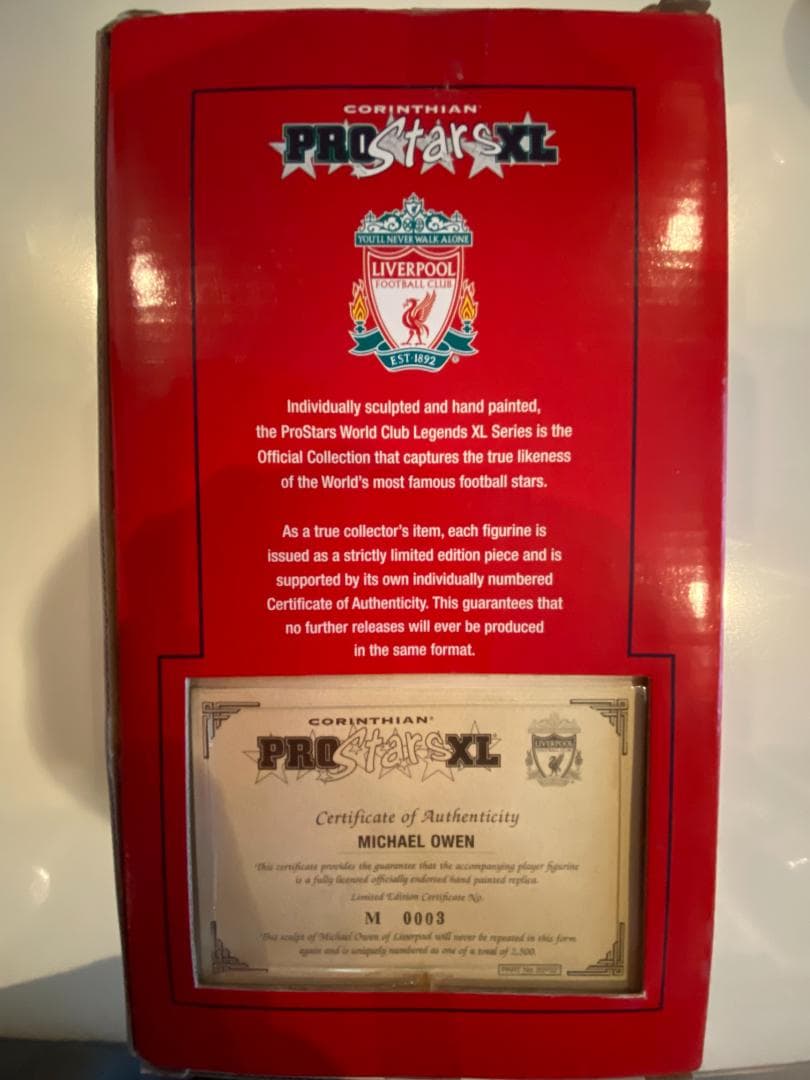 CORINTHIAN
PROStarsXL
YOU'LL NEVER WALK ALONE
LIVERPOOL
FOOTBALL CLUB
EST·1892
Individually sculpted and hand painted,
the ProStars World Club Legends XL Series is the
Official Collection that captures the true likeness
of the World's most famous football stars.
As a true collector's item, each figurine is
issued as a strictly limited edition piece and is
supported by its own individually numbered
Certificate of Authenticity. This guarantees that
no further releases will ever be produced
in the same format.
CORINTHIAN®
PROStarsXL
LIVERPOOL
Certificate of Authenticity
MICHAEL OWEN
This certificate provides the guarantee that the accompanying player figurine
is a fully licensed officially endorsed hand painted replica.
Limited Edition Certificate No.
M 0003
This sculpt of Michael Owen of Liverpool will never be repeated in this form
again and is uniquely numbered as one of a total of 2,500.
PART No.